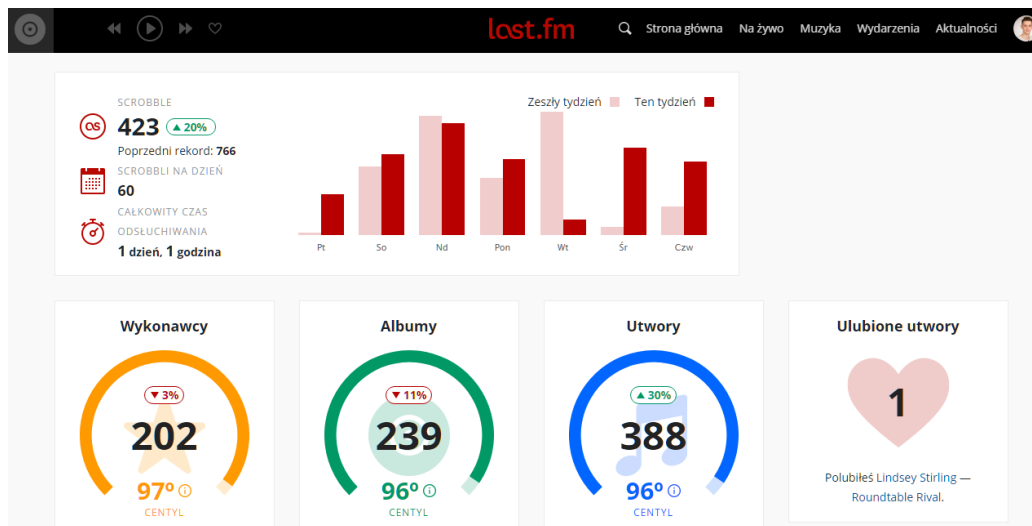 last.fm
Strona główna Na żywo Muzyka Wydarzenia Aktualności
SCROBBLE
423 20%
Poprzedni rekord: 766
SCROBBLI NA DZIEŃ
60
CAŁKOWITY CZAS
ODSŁUCHIWANIA
1 dzień, 1 godzina
Zeszły tydzień Ten tydzień
Pt So Nd Pon Wt Śr Czw
Wykonawcy
3%
202
97º
CENTYL
Albumy
11%
239
96º
CENTYL
Utwory
30%
388
96º
CENTYL
Ulubione utwory
1
Polubiłeś Lindsey Stirling —
Roundtable Rival.